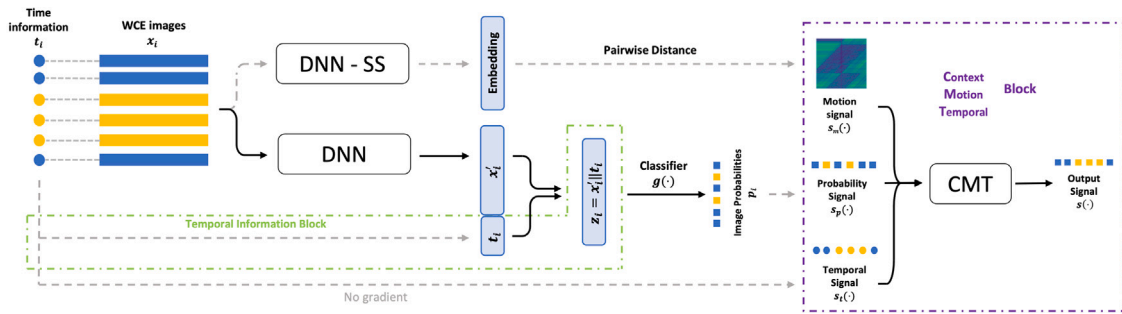 Time
information
t_i
WCE images
x_i
DNN - SS
Embedding
Pairwise Distance
DNN
x'_i
t_i
z_i = x'_i||t_i
Temporal Information Block
Classifier
g(·)
Image Probabilities
p_i
No gradient
Motion
signal
s_m(·)
Probability
Signal
s_p(·)
Temporal
Signal
s_t(·)
Context
Motion
Temporal
Block
CMT
Output
Signal
s(·)